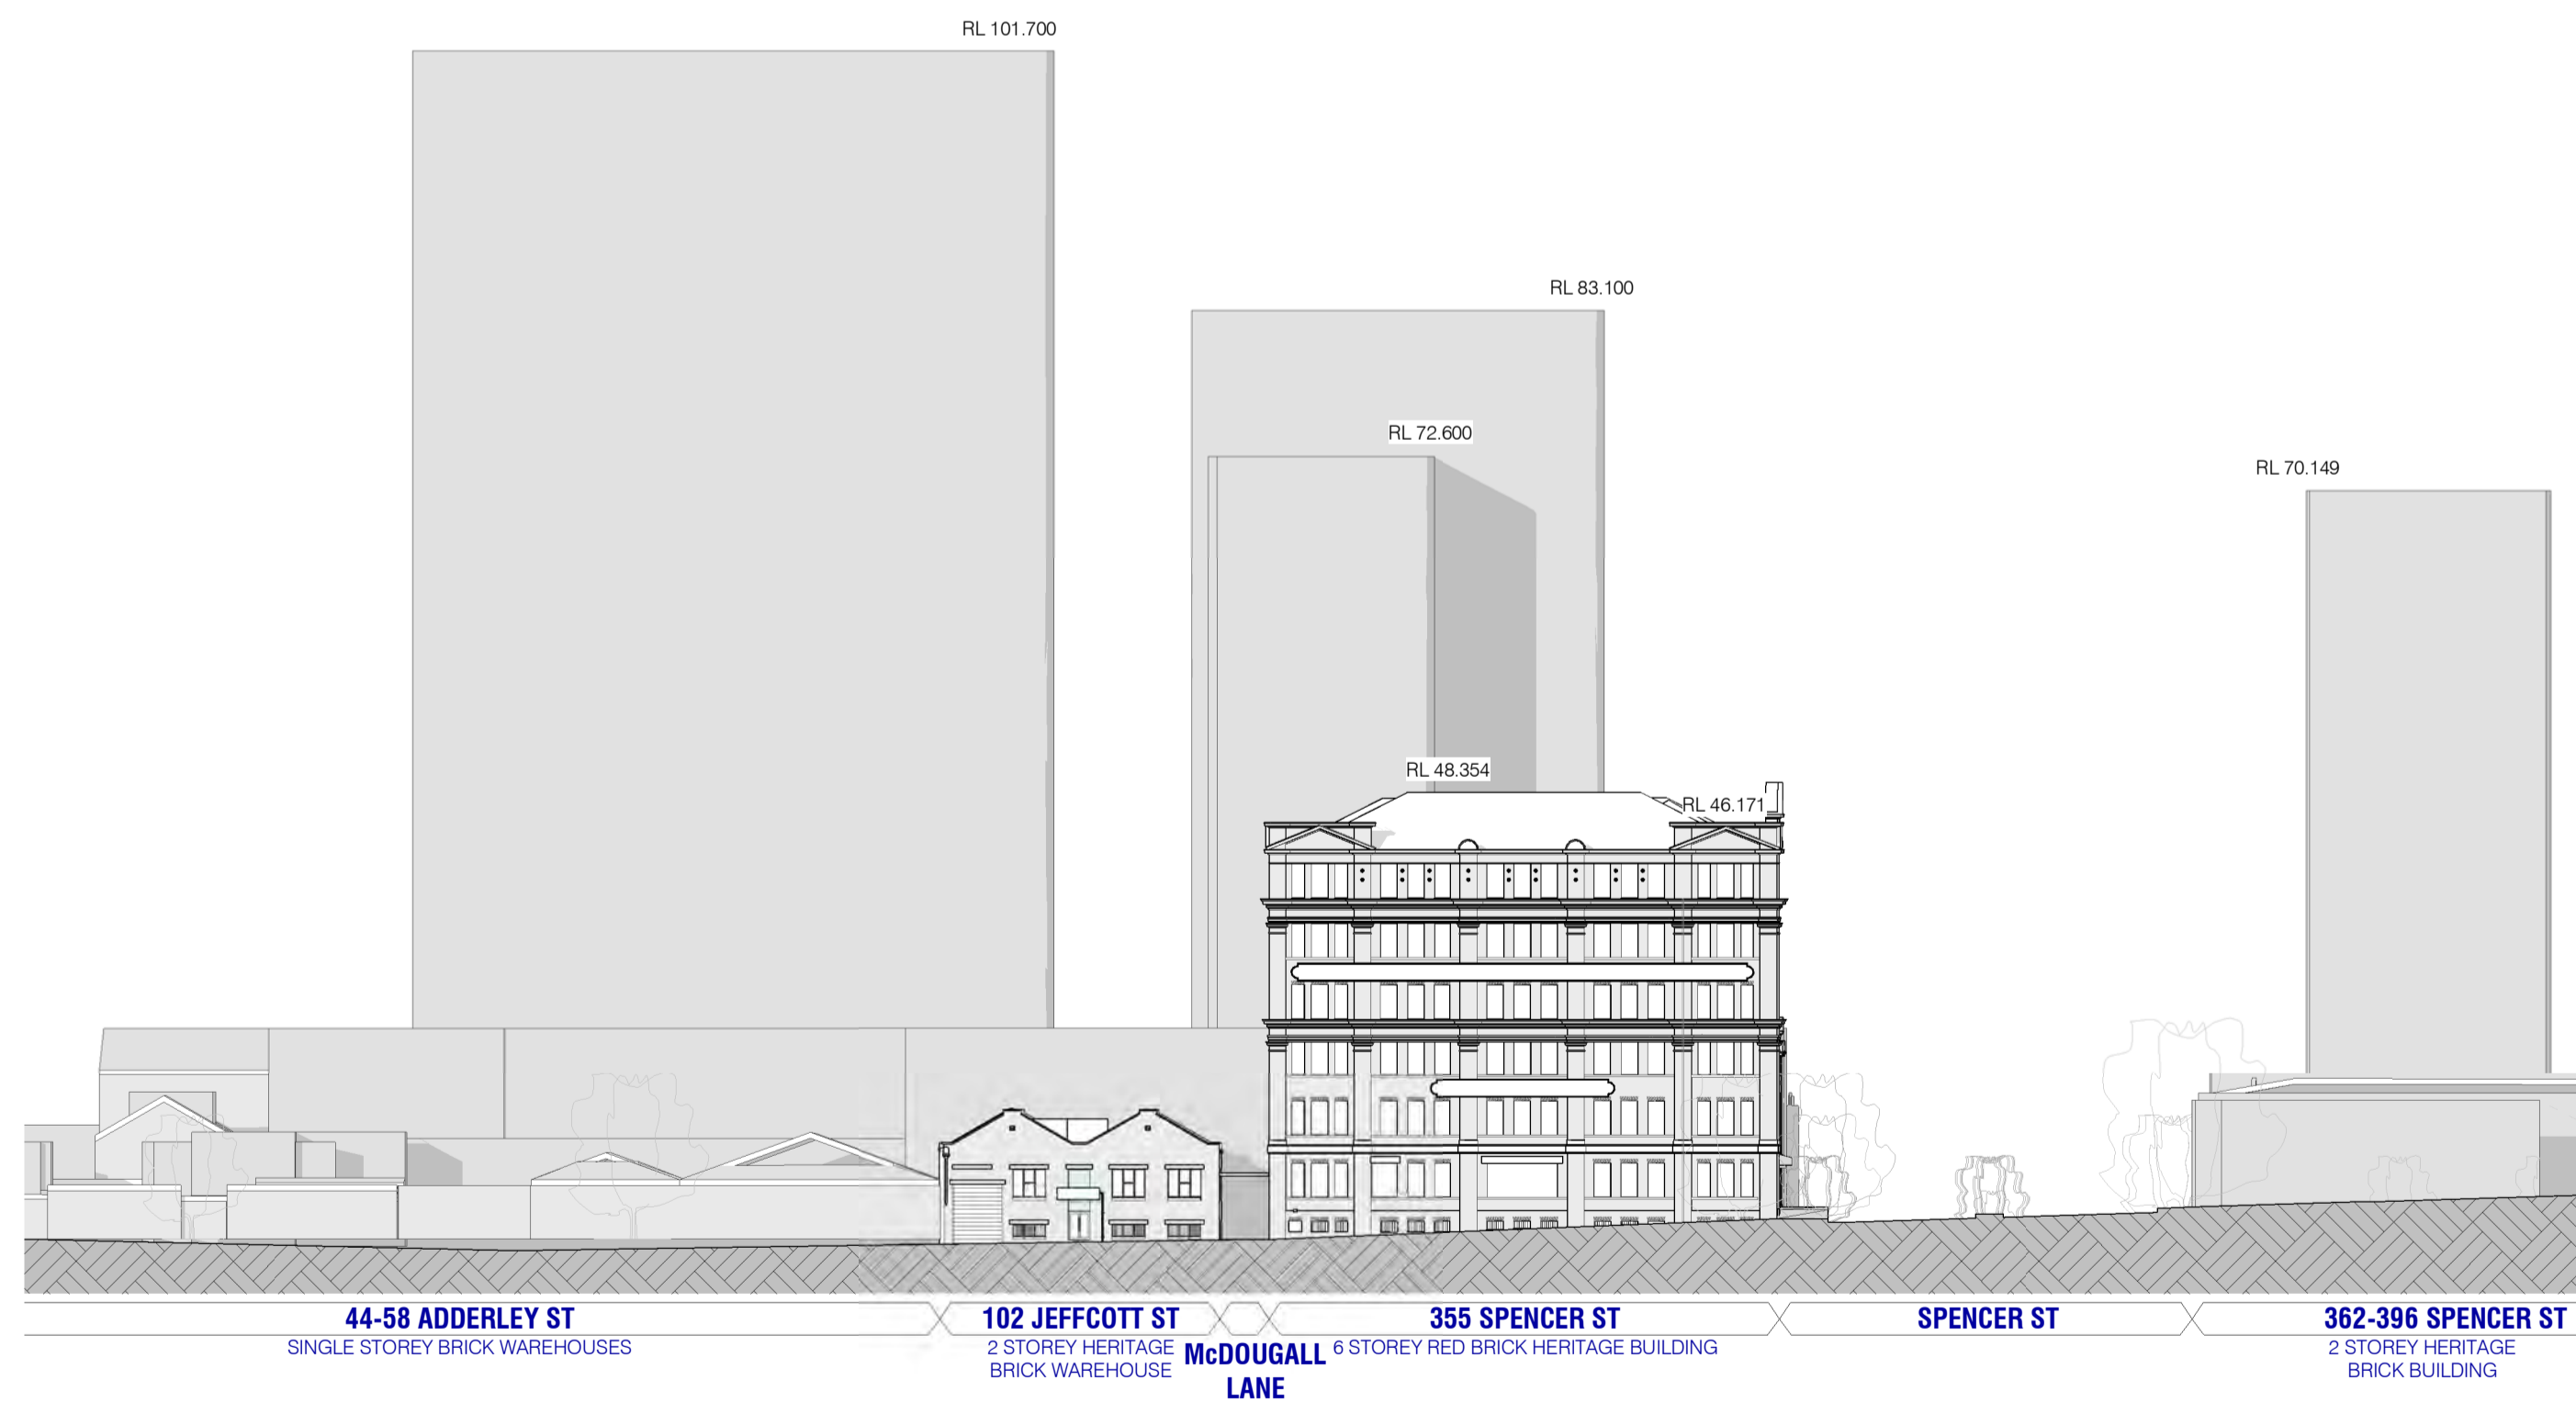 RL 101.700
RL 83.100
RL 72.600
RL 70.149
RL 48.354
RL 46.171
44-58 ADDERLEY ST
SINGLE STOREY BRICK WAREHOUSES
102 JEFFCOTT ST
2 STOREY HERITAGE
BRICK WAREHOUSE
McDOUGALL
LANE
355 SPENCER ST
6 STOREY RED BRICK HERITAGE BUILDING
SPENCER ST
362-396 SPENCER ST
2 STOREY HERITAGE
BRICK BUILDING